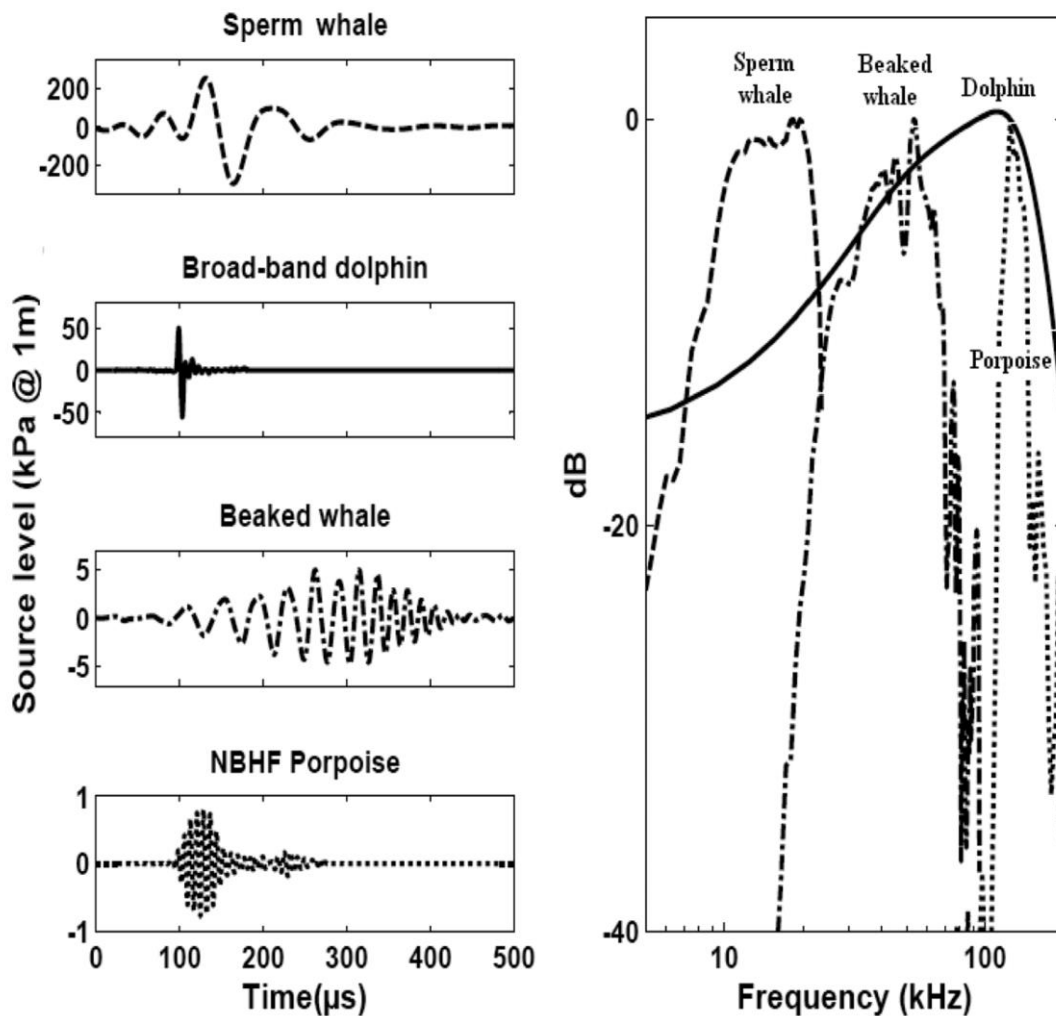 Sperm whale
200
0
-200
Broad-band dolphin
50
0
-50
Beaked whale
5
0
-5
NBHF Porpoise
1
0
-1
0 100 200 300 400 500
Time(µs)
Source level (kPa @ 1m)
Sperm
whale
Beaked
whale
Dolphin
Porpoise
0
-20
-40
dB
10 100
Frequency (kHz)